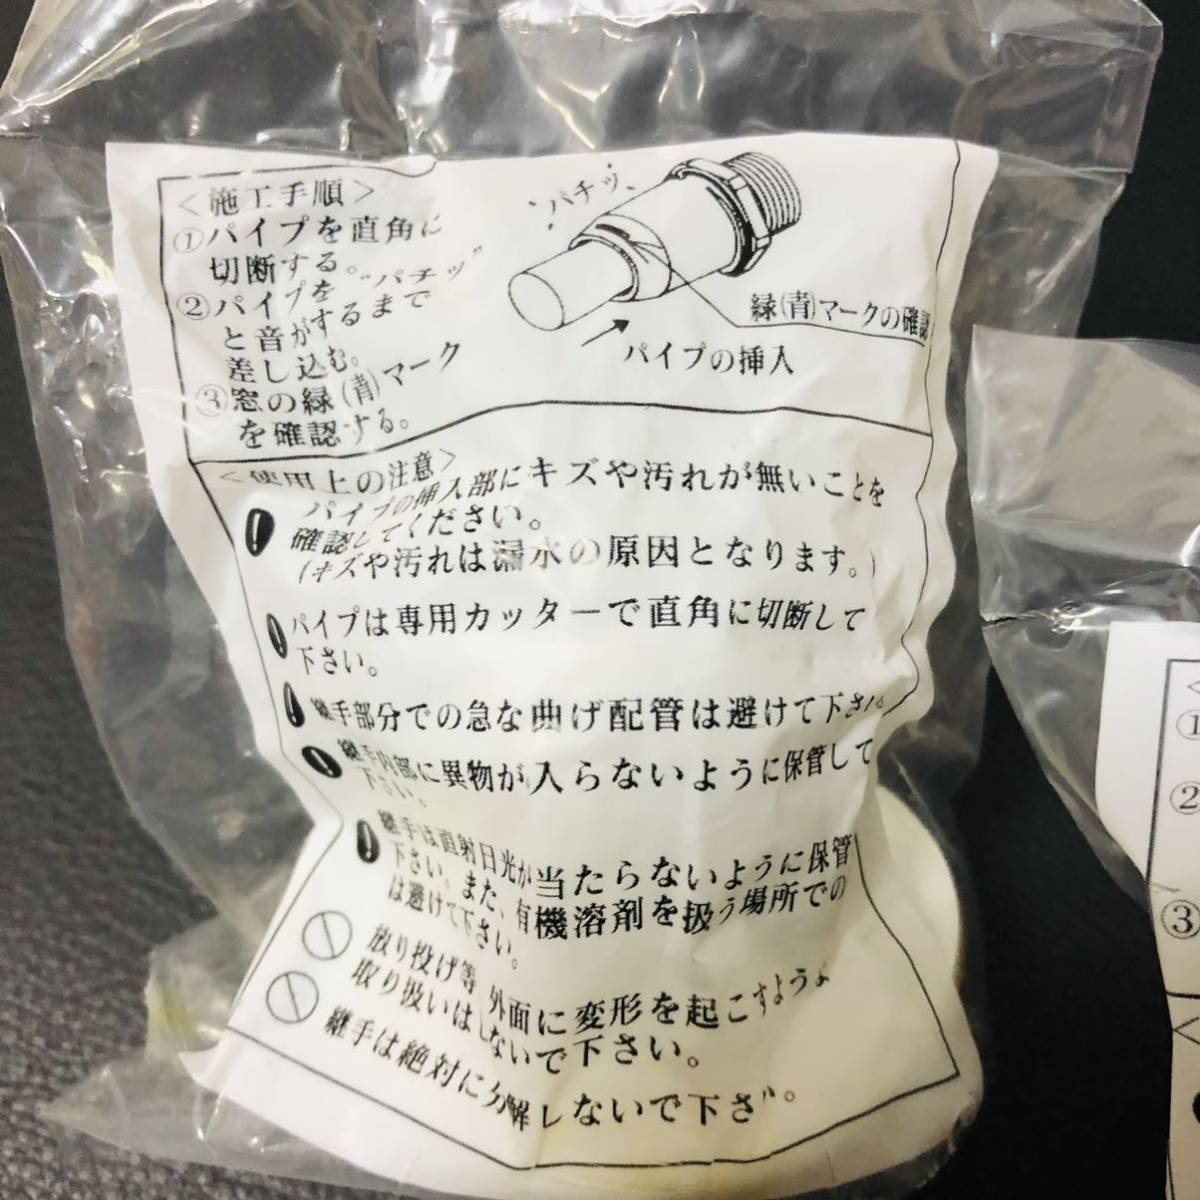 <施工手順>
①パイプを直角に
切断する。
②パイプを"パチッ"
と音がするまで
差し込む。
③窓の緑(青)マーク
を確認する。
パチッ
緑(青)マークの確認
パイプの挿入
<使用上の注意>
パイプの挿入部にキズや汚れが無いことを
確認してください。
(キズや汚れは漏水の原因となります。)
パイプは専用カッターで直角に切断して
下さい。
継手部分での急な曲げ配管は避けて下さい。
継手内部に異物が入らないように保管して
下さい。
継手は直射日光が当たらないように保管
下さい。また、有機溶剤を扱う場所での
は避けて下さい。
放り投げ等外面に変形を起こすような
取り扱いはしないで下さい。
継手は絶対に分解しないで下さい。
<
①
②
③
<